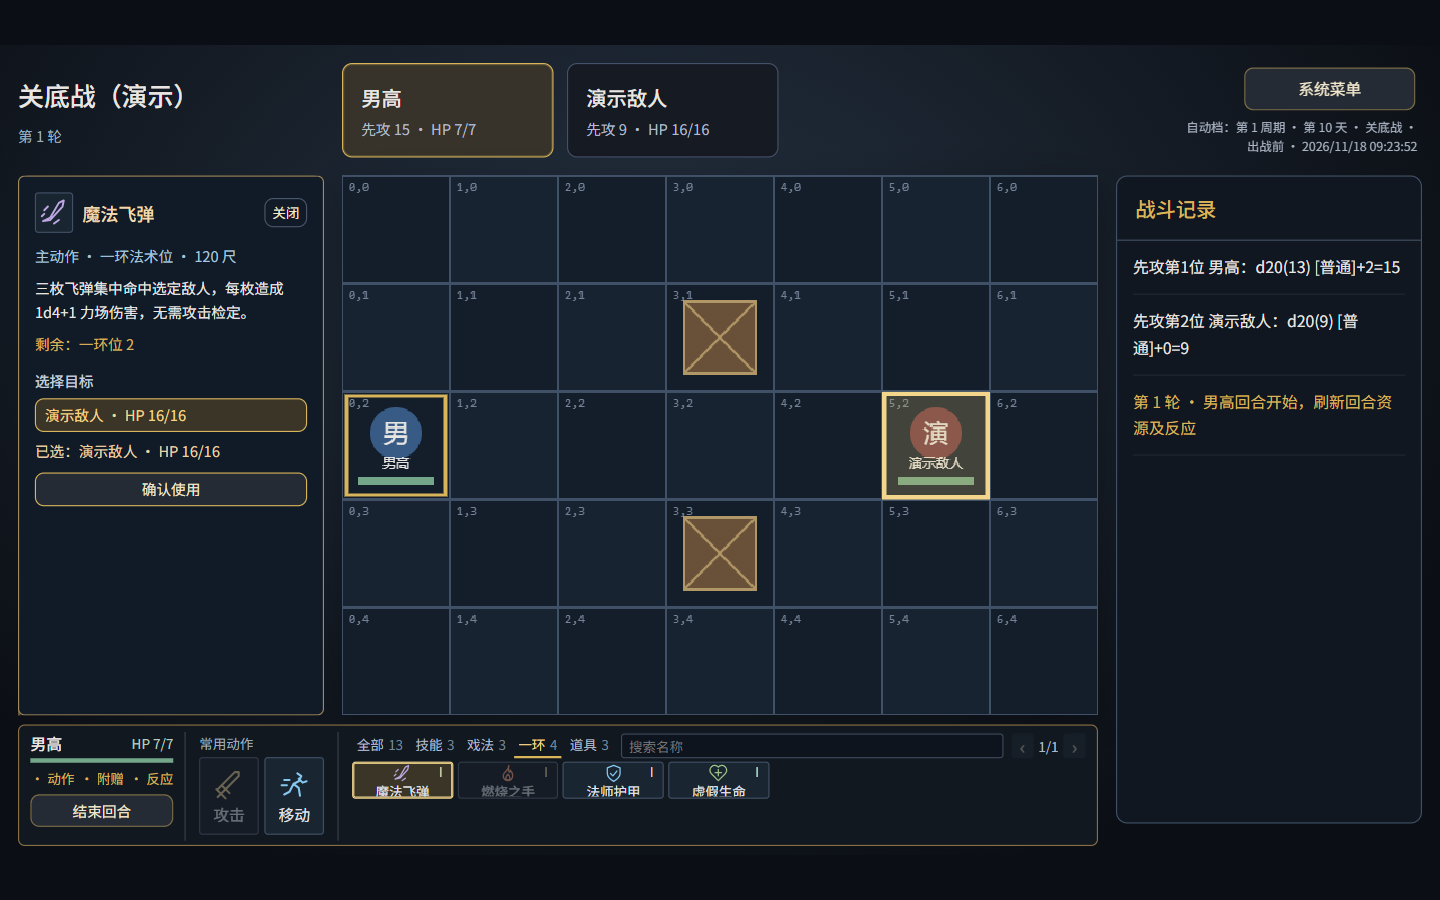 关底战（演示）
第 1 轮
男高
先攻 15 · HP 7/7
演示敌人
先攻 9 · HP 16/16
系统菜单
自动档：第 1 周期 · 第 10 天 · 关底战 ·
出战前 · 2026/11/18 09:23:52
魔法飞弹
关闭
主动作 · 一环法术位 · 120 尺
三枚飞弹集中命中选定敌人，每枚造成
1d4+1 力场伤害，无需攻击检定。
剩余：一环位 2
选择目标
演示敌人 · HP 16/16
已选：演示敌人 · HP 16/16
确认使用
0,0 1,0 2,0 3,0 4,0 5,0 6,0
0,1 1,1 2,1 3,1 4,1 5,1 6,1
0,2 1,2 2,2 3,2 4,2 5,2 6,2
男
男高
演
演示敌人
0,3 1,3 2,3 3,3 4,3 5,3 6,3
0,4 1,4 2,4 3,4 4,4 5,4 6,4
战斗记录
先攻第1位 男高：d20(13) [普通]+2=15
先攻第2位 演示敌人：d20(9) [普
通]+0=9
第 1 轮 · 男高回合开始，刷新回合资
源及反应
男高
HP 7/7
· 动作 · 附赠 · 反应
结束回合
常用动作
攻击
移动
全部 13 技能 3 戏法 3 一环 4 道具 3
搜索名称
‹ 1/1 ›
魔法飞弹 I
燃烧之手 I
法师护甲 I
虚假生命 I